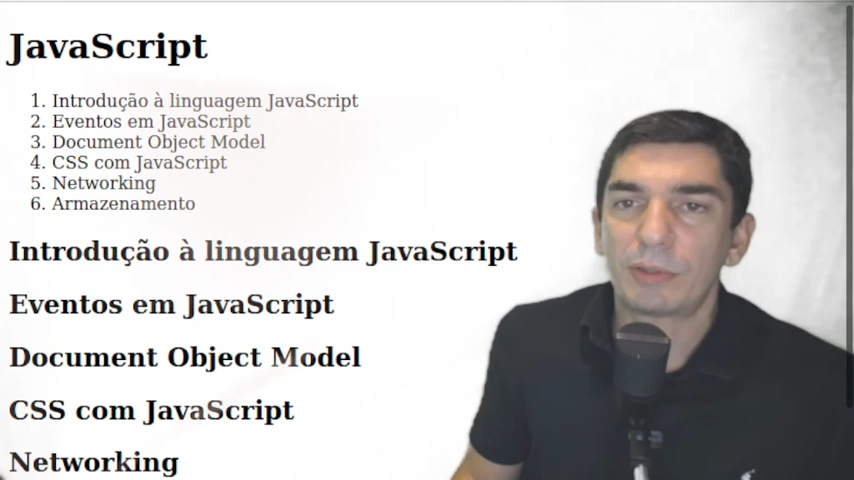 JavaScript
1. Introdução à linguagem JavaScript
2. Eventos em JavaScript
3. Document Object Model
4. CSS com JavaScript
5. Networking
6. Armazenamento
Introdução à linguagem JavaScript
Eventos em JavaScript
Document Object Model
CSS com JavaScript
Networking